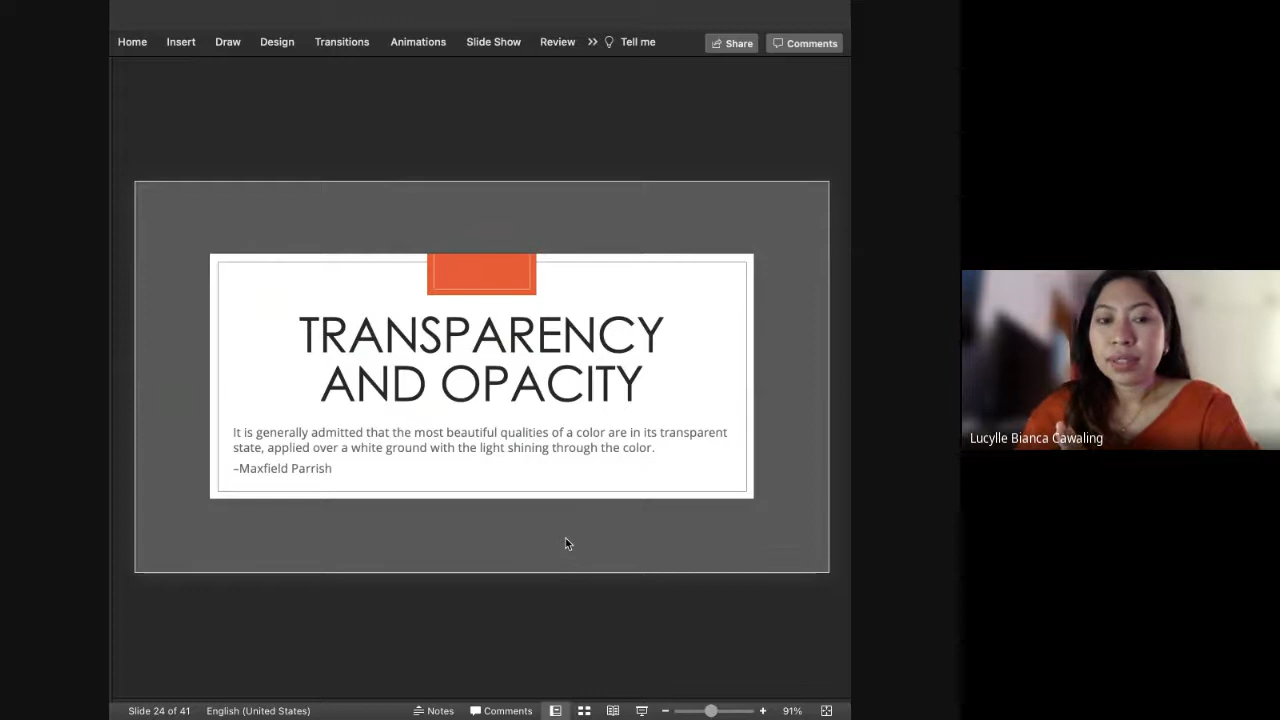 Home Insert Draw Design Transitions Animations Slide Show Review >> Tell me Share Comments
TRANSPARENCY
AND OPACITY
It is generally admitted that the most beautiful qualities of a color are in its transparent
state, applied over a white ground with the light shining through the color.
–Maxfield Parrish
Lucylle Bianca Cawaling
Slide 24 of 41 English (United States) Notes Comments 91%